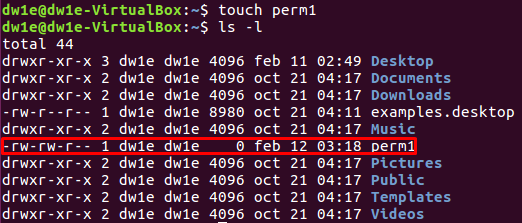 dw1e@dw1e-VirtualBox:~$ touch perm1
dw1e@dw1e-VirtualBox:~$ ls -l
total 44
drwxr-xr-x 3 dw1e dw1e 4096 feb 11 02:49 Desktop
drwxr-xr-x 2 dw1e dw1e 4096 oct 21 04:17 Documents
drwxr-xr-x 2 dw1e dw1e 4096 oct 21 04:17 Downloads
-rw-r--r-- 1 dw1e dw1e 8980 oct 21 04:11 examples.desktop
drwxr-xr-x 2 dw1e dw1e 4096 oct 21 04:17 Music
-rw-rw-r-- 1 dw1e dw1e    0 feb 12 03:18 perm1
drwxr-xr-x 2 dw1e dw1e 4096 oct 21 04:17 Pictures
drwxr-xr-x 2 dw1e dw1e 4096 oct 21 04:17 Public
drwxr-xr-x 2 dw1e dw1e 4096 oct 21 04:17 Templates
drwxr-xr-x 2 dw1e dw1e 4096 oct 21 04:17 Videos